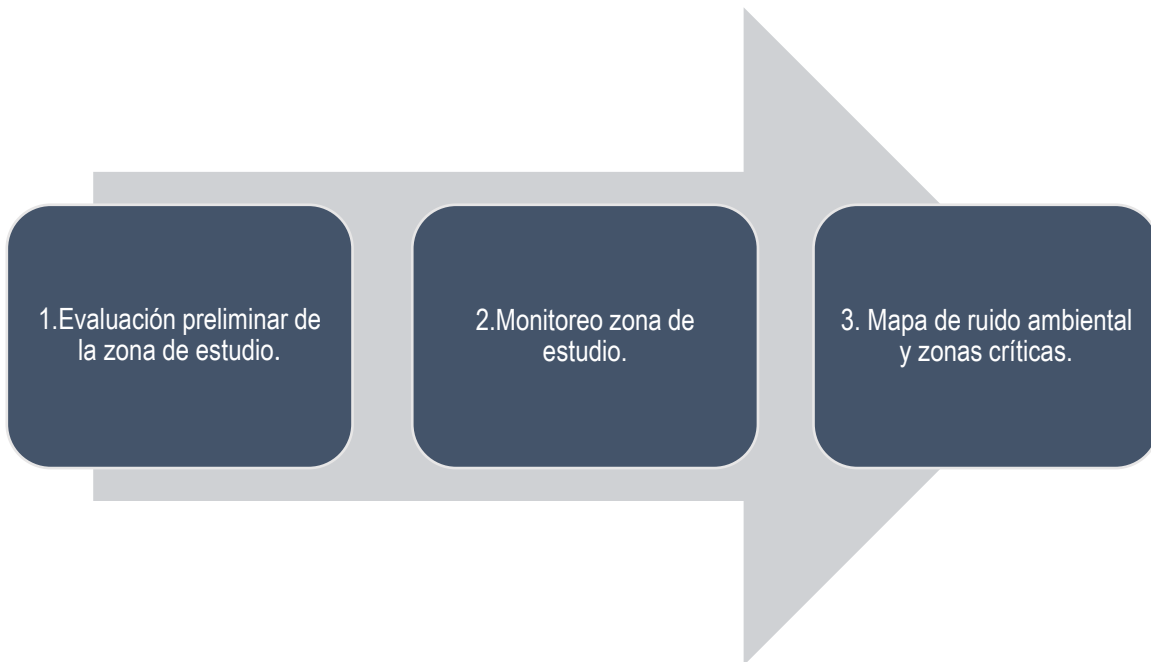 1.Evaluación preliminar de
la zona de estudio.
2.Monitoreo zona de
estudio.
3. Mapa de ruido ambiental
y zonas críticas.